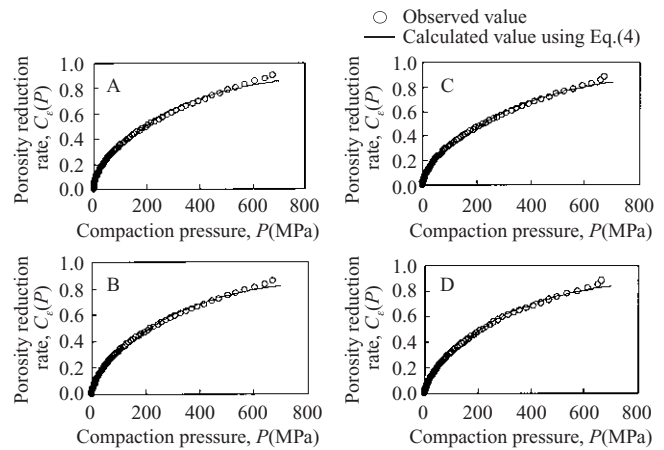 Observed value
Calculated value using Eq.(4)
A
Porosity reduction
rate, Cε(P)
1.0
0.8
0.6
0.4
0.2
0.0
0 200 400 600 800
Compaction pressure, P(MPa)
C
Porosity reduction
rate, Cε(P)
1.0
0.8
0.6
0.4
0.2
0.0
0 200 400 600 800
Compaction pressure, P(MPa)
B
Porosity reduction
rate, Cε(P)
1.0
0.8
0.6
0.4
0.2
0
0 200 400 600 800
Compaction pressure, P(MPa)
D
Porosity reduction
rate, Cε(P)
1.0
0.8
0.6
0.4
0.2
0
0 200 400 600 800
Compaction pressure, P(MPa)